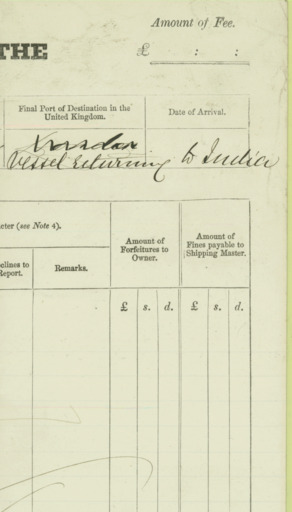 Amount of Fee.
THE
£ : :
Final Port of Destination in the
United Kingdom.
Date of Arrival.
London
Vessel returning to India
cter (see Note 4).
Amount of
Forfeitures to
Owner.
Amount of
Fines payable to
Shipping Master.
clines to
Report.
Remarks.
£ s. d. £ s. d.